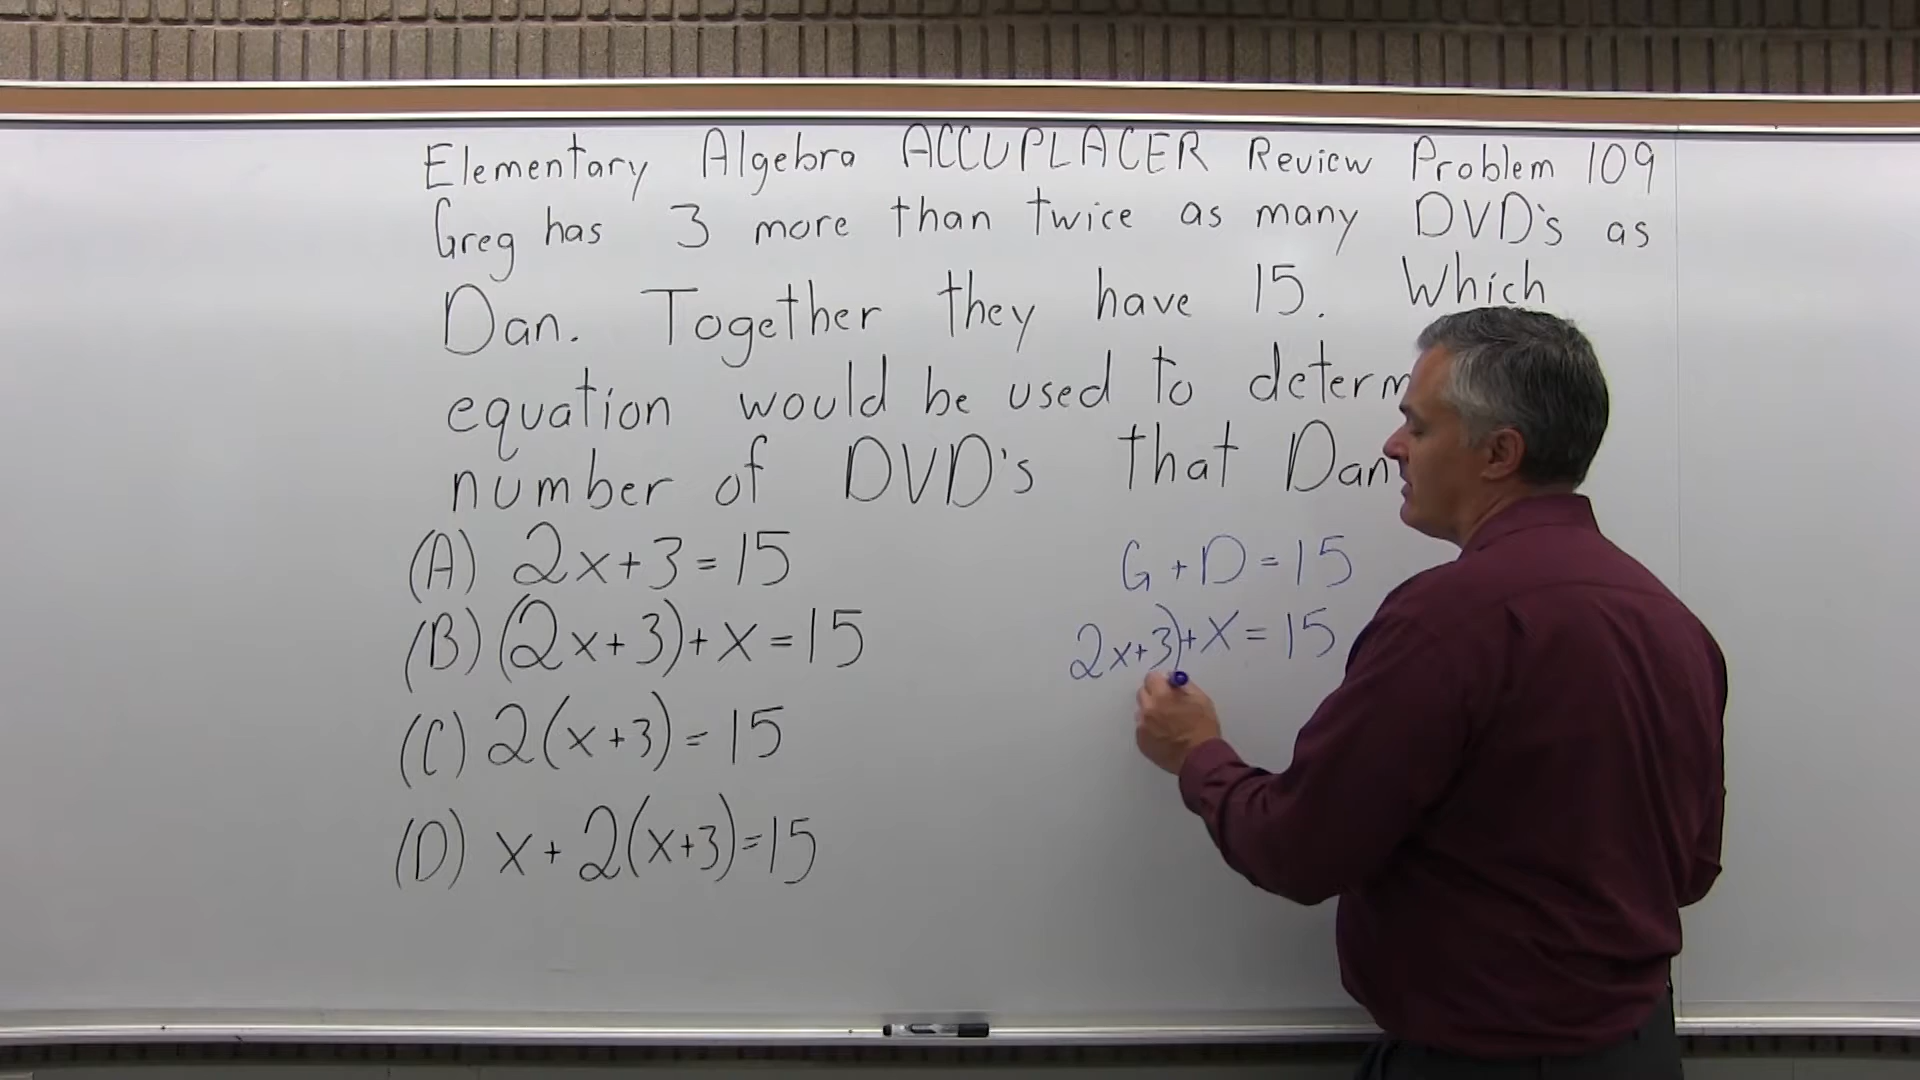 Elementary Algebra ACCUPLACER Review Problem 109
Greg has 3 more than twice as many DVD's as
Dan. Together they have 15. Which
equation would be used to determ
number of DVD's that Dan
(A) 2x+3=15
(B) (2x+3)+x=15
(C) 2(x+3)=15
(D) x+2(x+3)=15
G+D=15
2x+3)+x=15